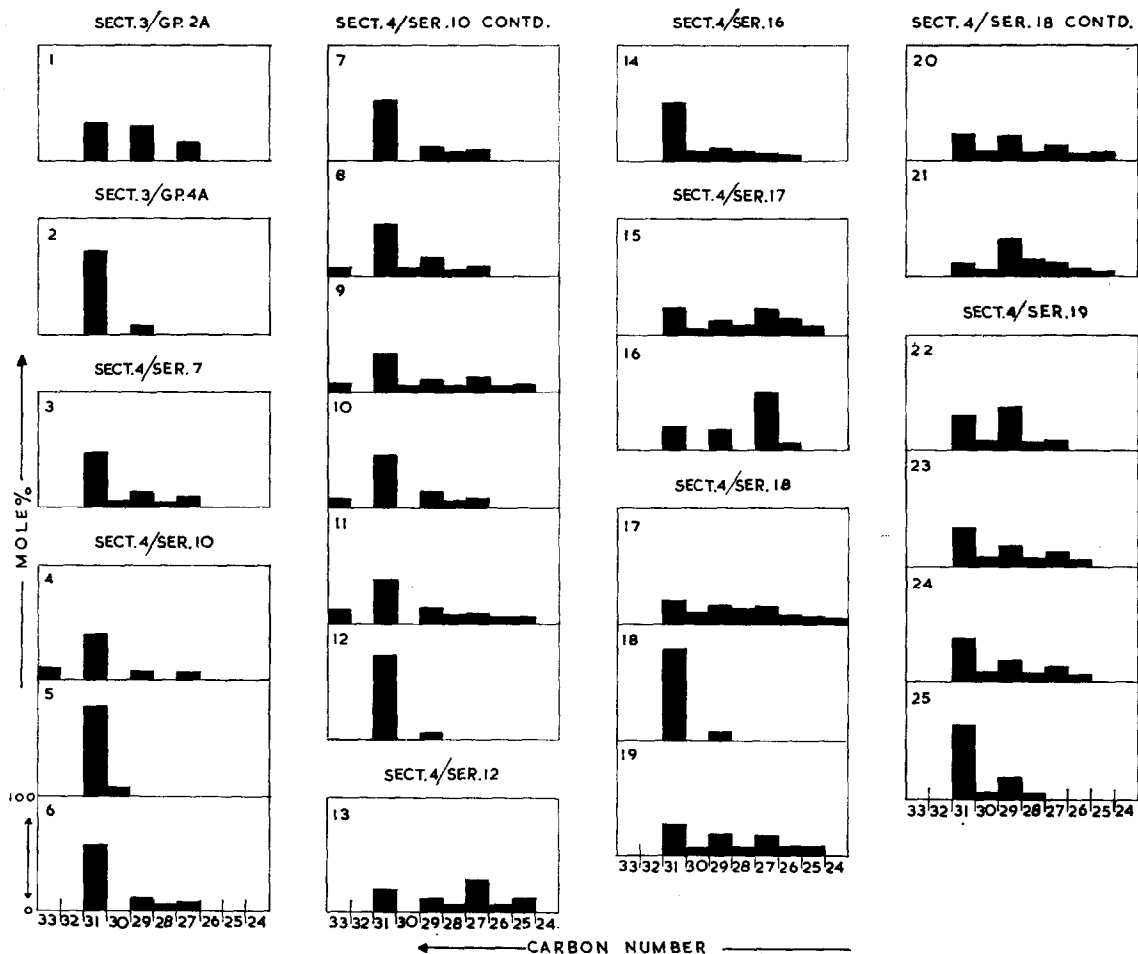 SECT.3/GP.2A
1
SECT.3/GP.4A
2
SECT.4/SER.7
3
SECT.4/SER.10
4
5
6
MOLE %
100
0
33 32 31 30 29 28 27 26 25 24
SECT.4/SER.10 CONTD.
7
8
9
10
11
12
SECT.4/SER.12
13
33 32 31 30 29 28 27 26 25 24.
SECT.4/SER.16
14
SECT.4/SER.17
15
16
SECT.4/SER.18
17
18
19
33 32 31 30 29 28 27 26 25 24
SECT.4/SER.18 CONTD.
20
21
SECT.4/SER.19
22
23
24
25
33 32 31 30 29 28 27 26 25 24
CARBON NUMBER